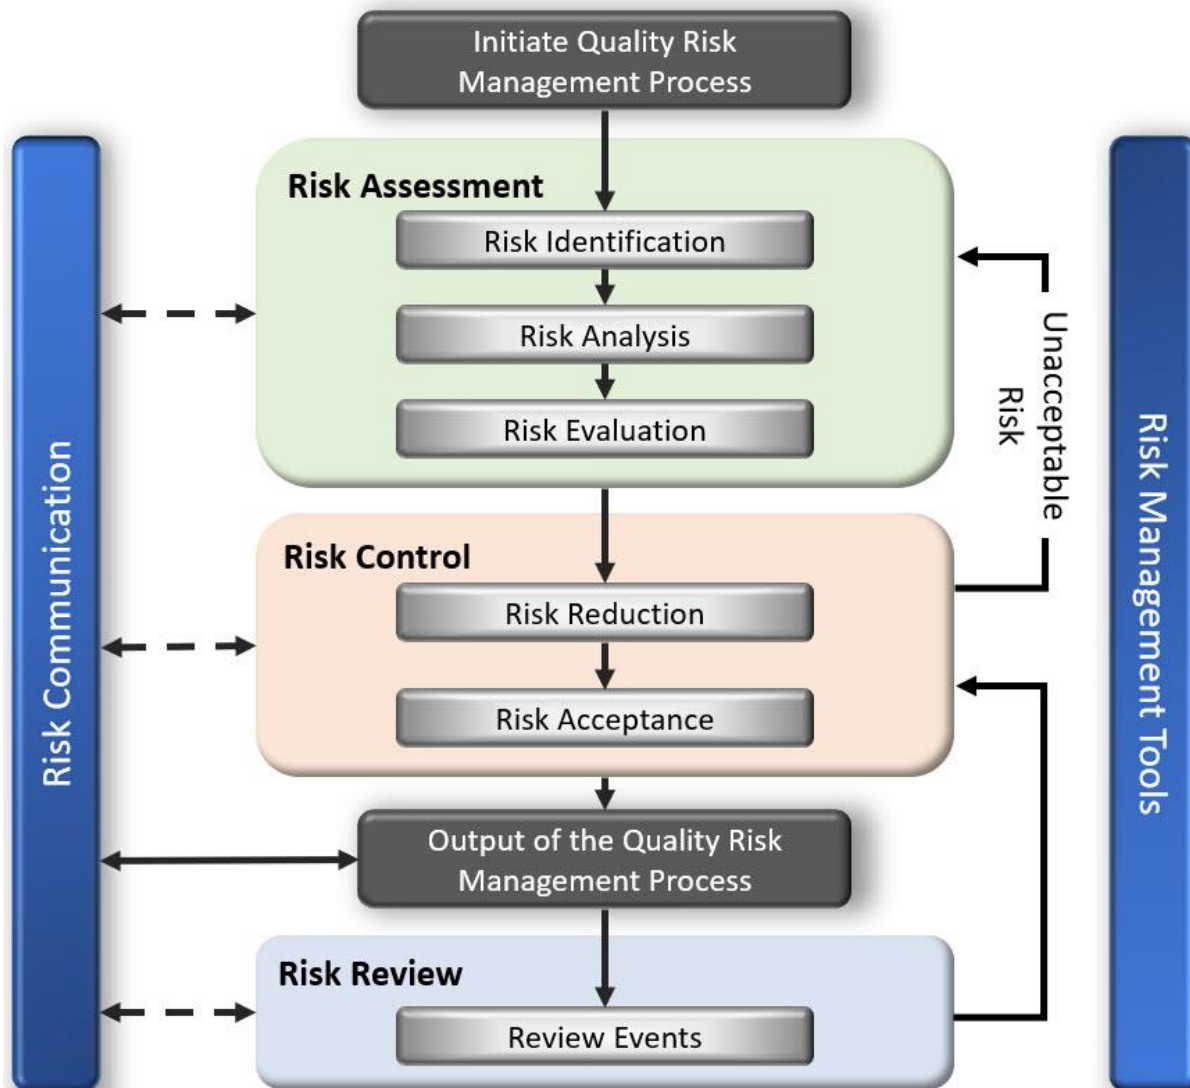 Initiate Quality Risk
Management Process
Risk Assessment
Risk Identification
Risk Analysis
Risk Evaluation
Unacceptable
Risk
Risk Control
Risk Reduction
Risk Acceptance
Output of the Quality Risk
Management Process
Risk Review
Review Events
Risk Communication
Risk Management Tools